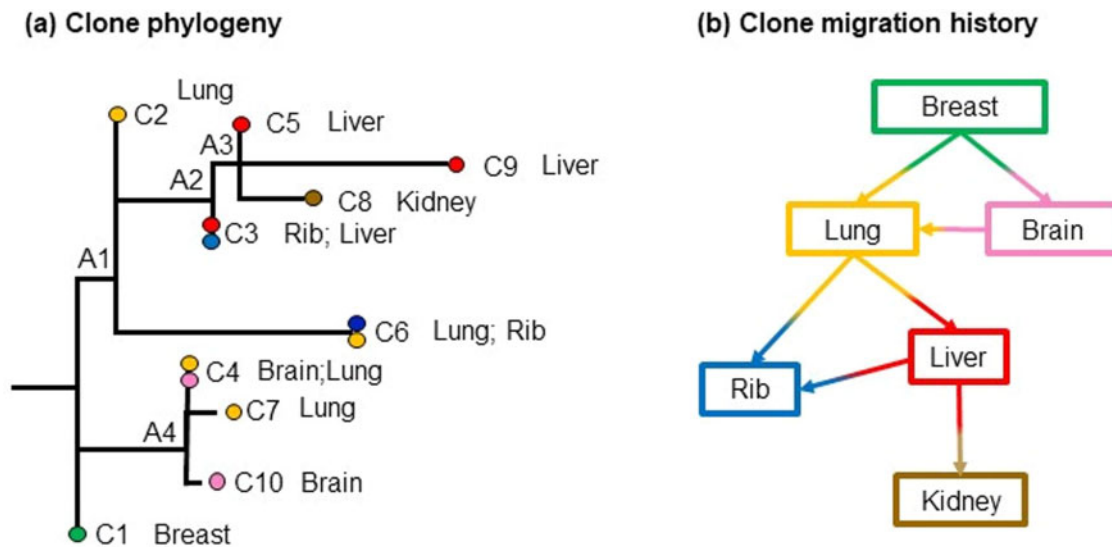 (a) Clone phylogeny
(b) Clone migration history
Lung
C2
C5 Liver
A3
C9 Liver
A2
C8 Kidney
C3 Rib; Liver
A1
C6 Lung; Rib
C4 Brain;Lung
C7 Lung
A4
C10 Brain
C1 Breast
Breast
Lung
Brain
Liver
Rib
Kidney